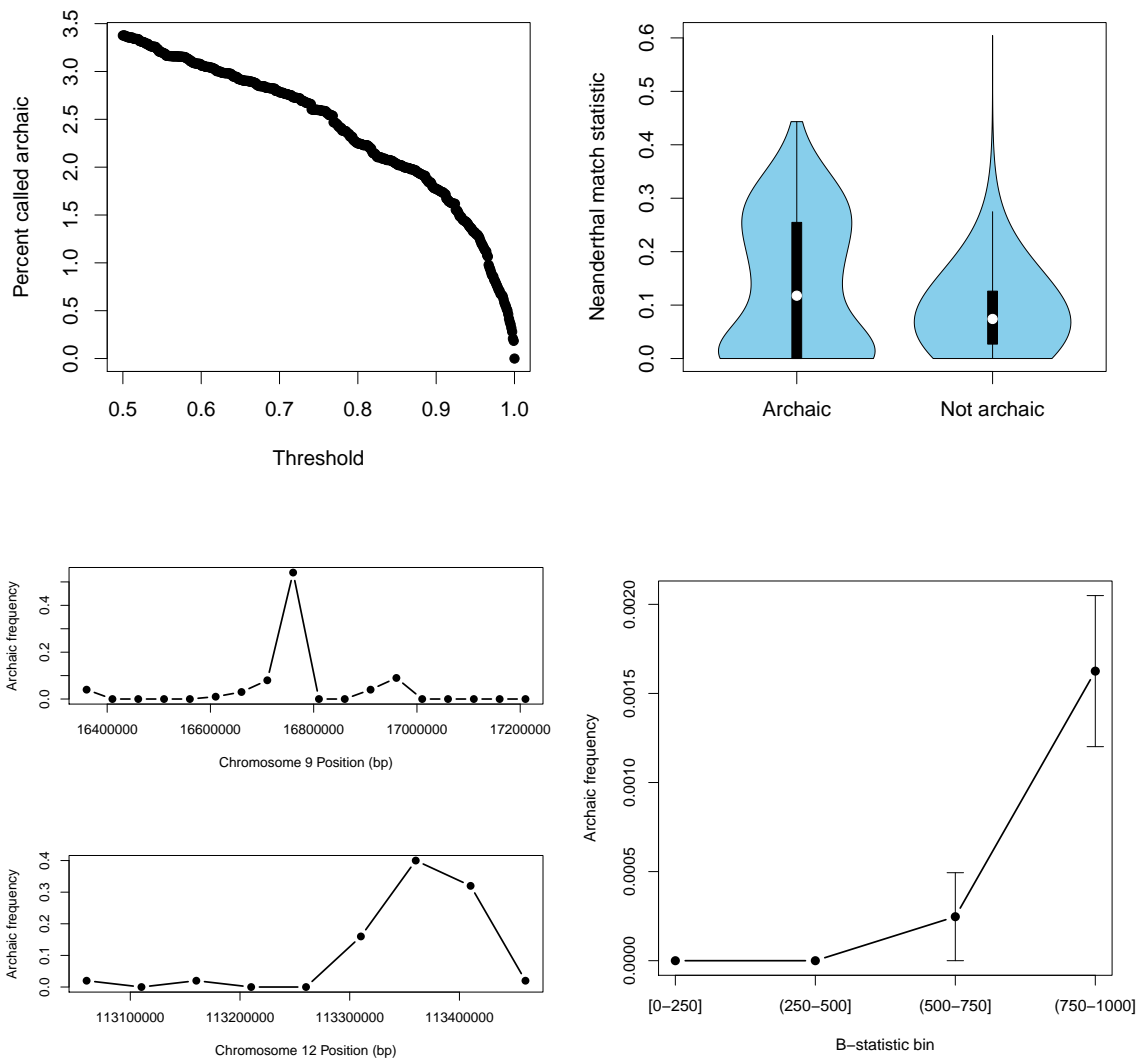 Percent called archaic
3.5
3.0
2.5
2.0
1.5
1.0
0.5
0.0
0.5 0.6 0.7 0.8 0.9 1.0
Threshold
Neanderthal match statistic
0.6
0.5
0.4
0.3
0.2
0.1
0.0
Archaic Not archaic
Archaic frequency
0.4
0.2
0.0
16400000 16600000 16800000 17000000 17200000
Chromosome 9 Position (bp)
Archaic frequency
0.4
0.3
0.2
0.1
0.0
113100000 113200000 113300000 113400000
Chromosome 12 Position (bp)
Archaic frequency
0.0020
0.0015
0.0010
0.0005
0.0000
[0−250] (250−500] (500−750] (750−1000]
B−statistic bin